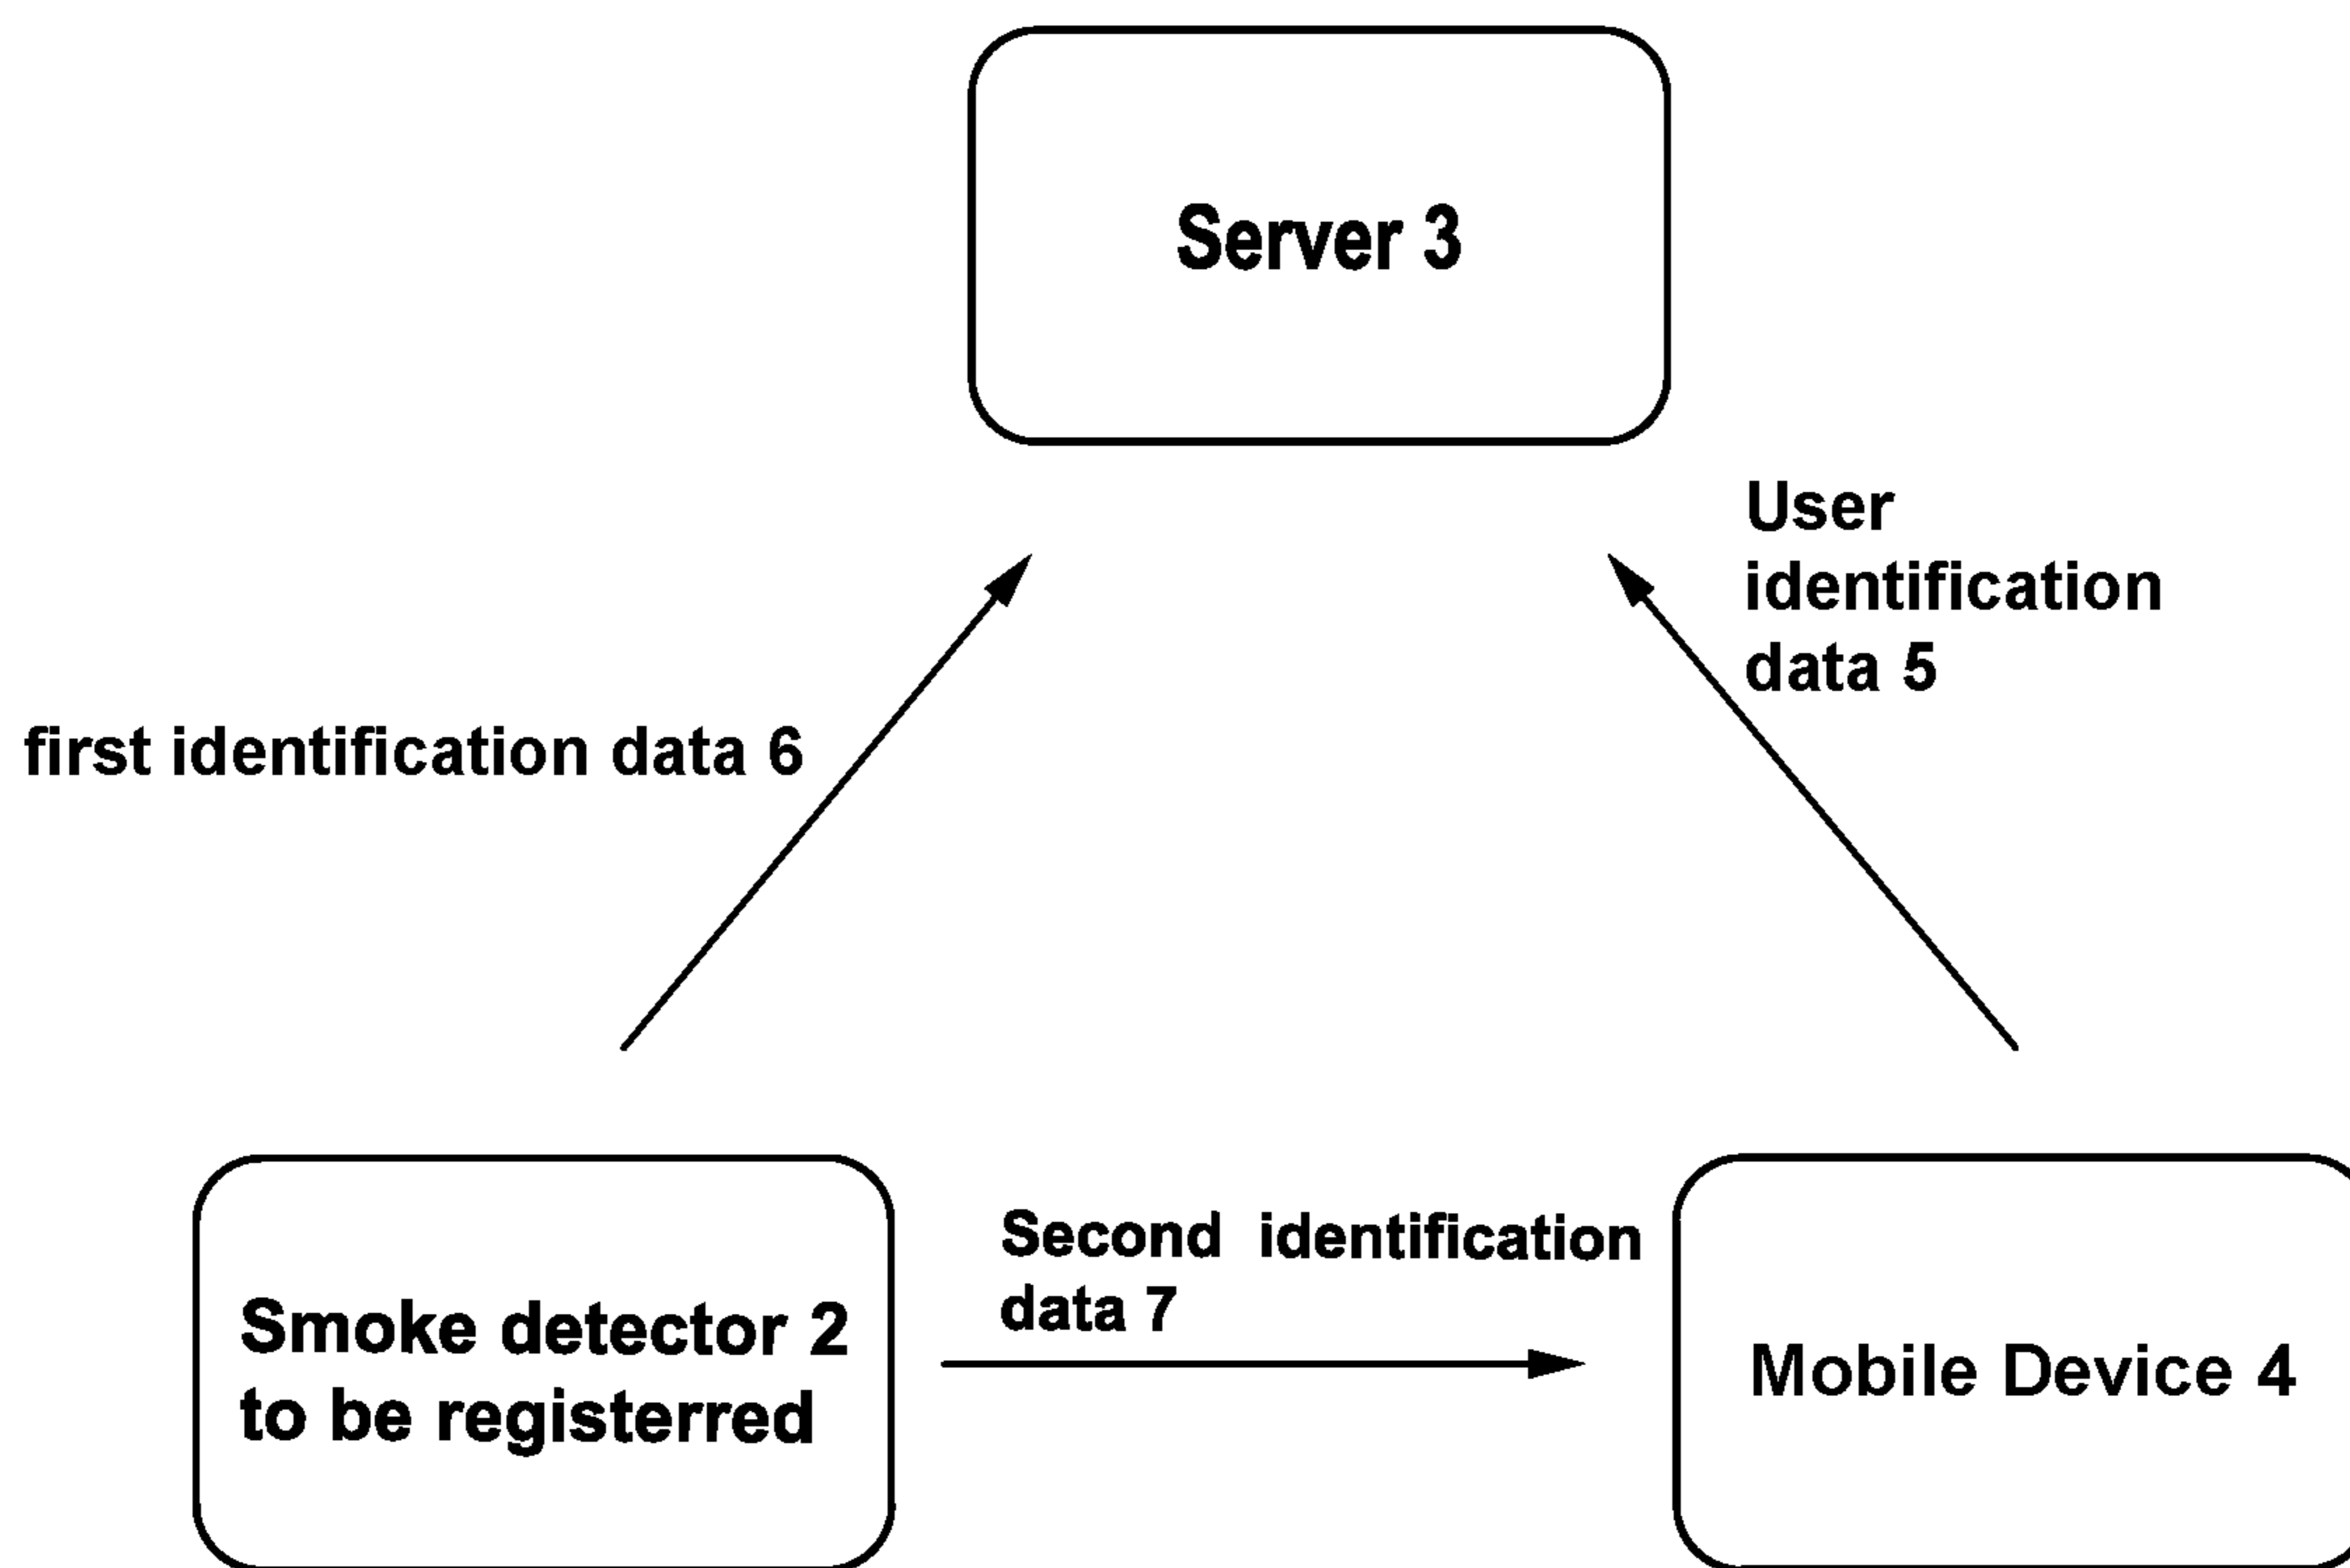 Server 3
User
identification
data 5
first identification data 6
Second identification
data 7
Smoke detector 2
to be registerred
Mobile Device 4